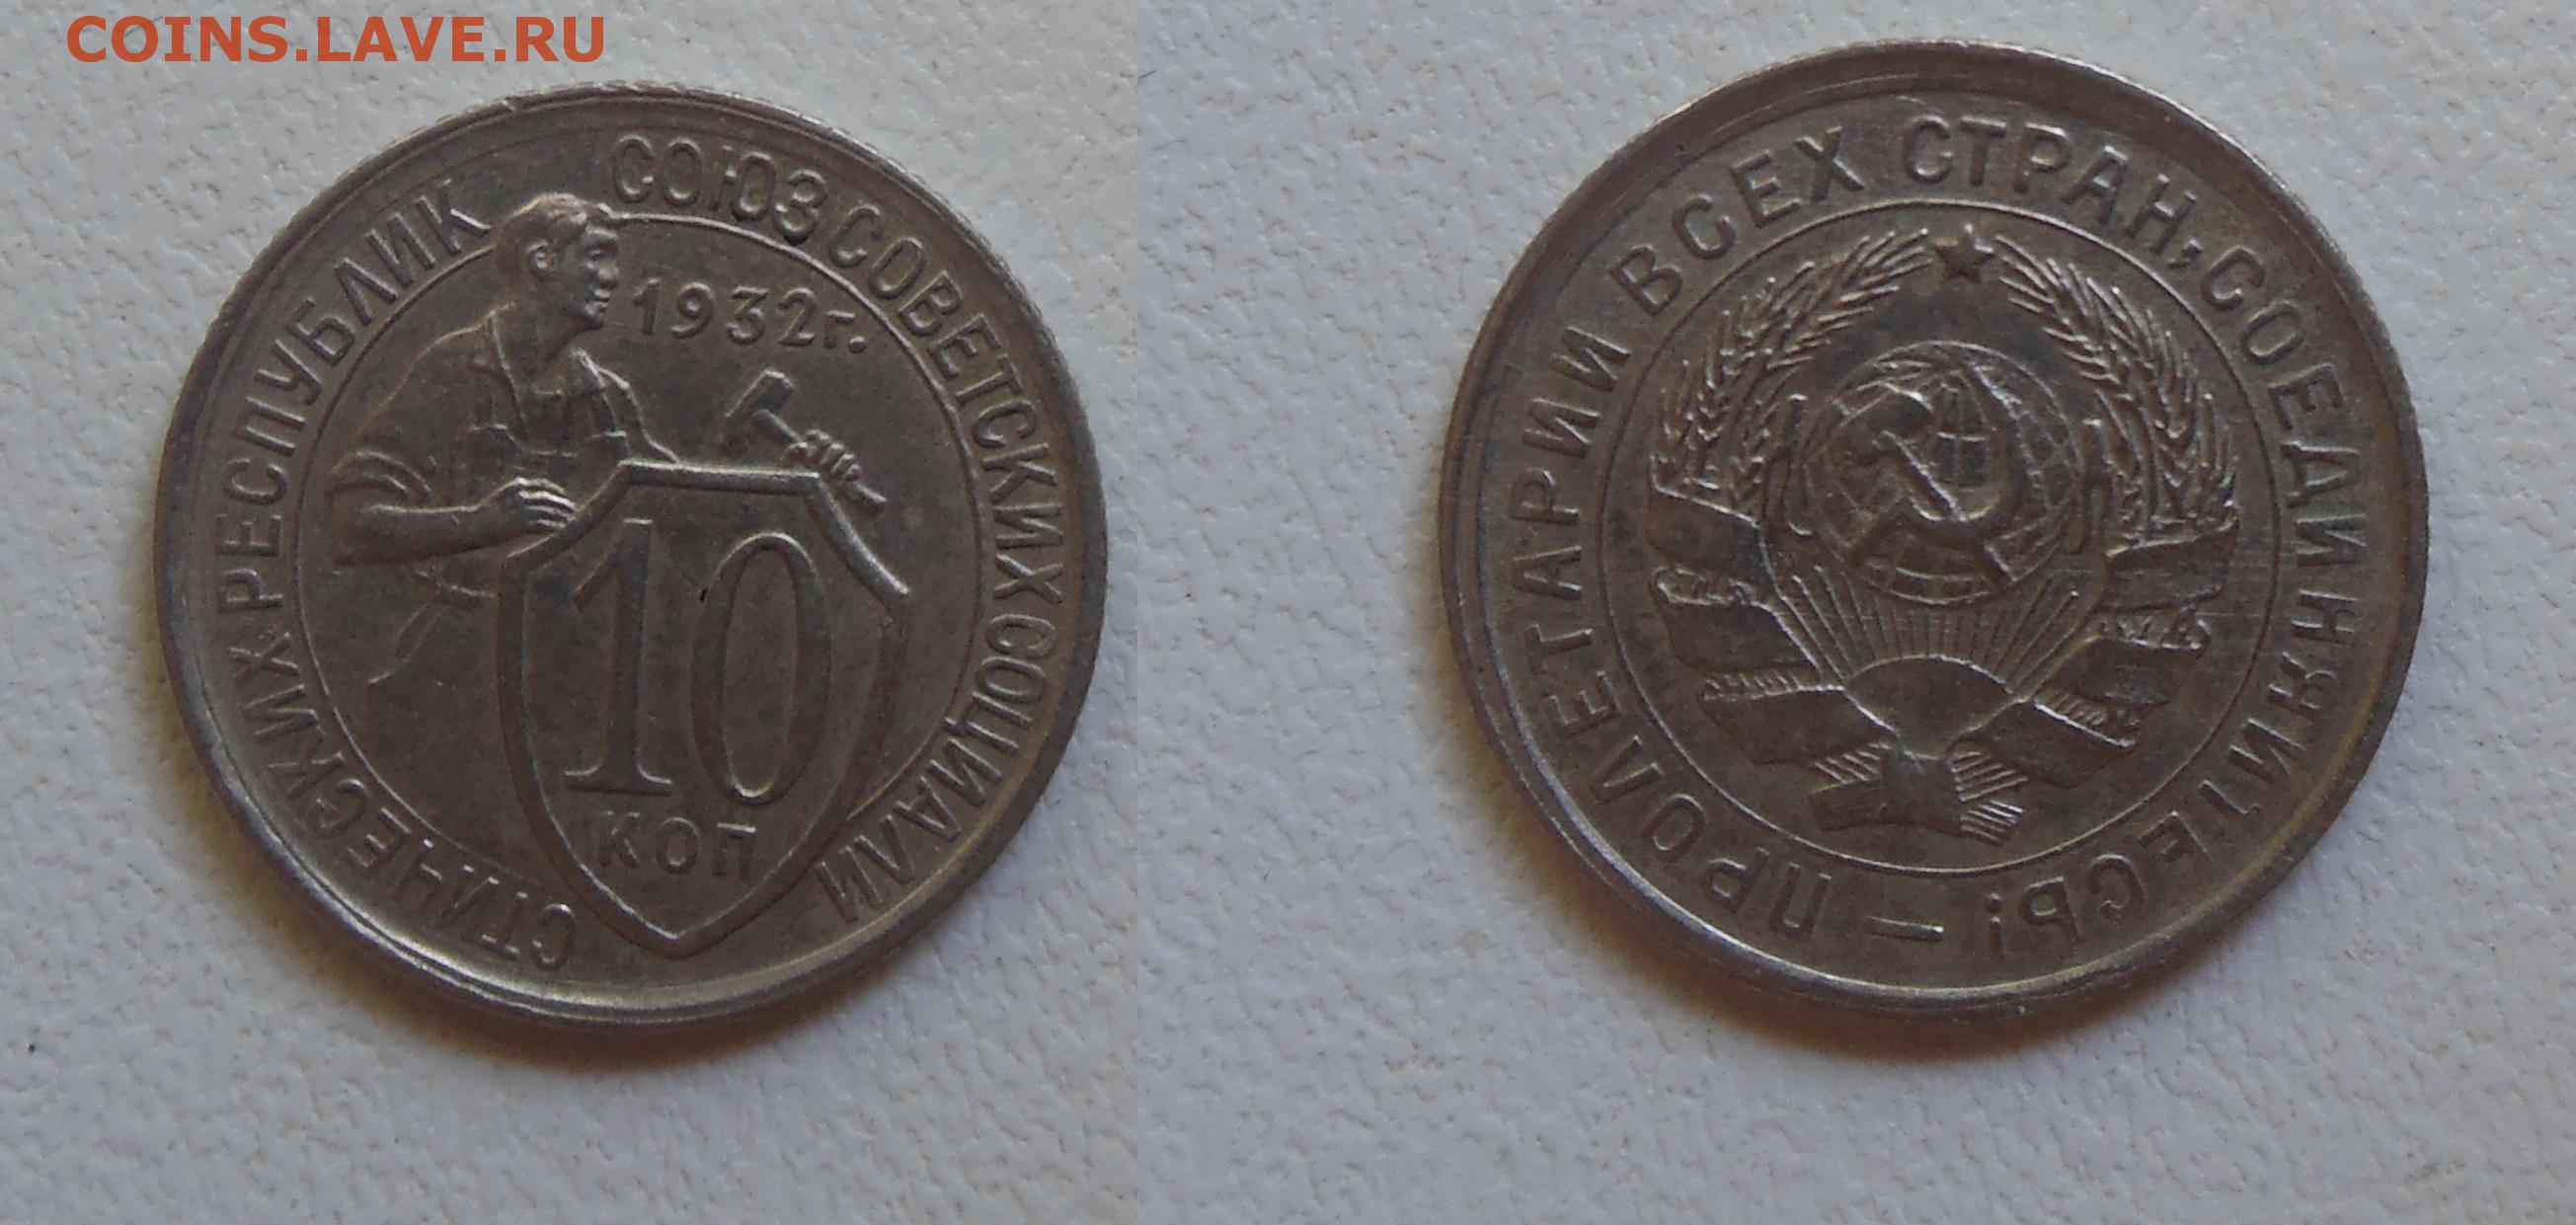 COINS.LAVE.RU
СОЮЗ СОВЕТСКИХ СОЦИАЛИСТИЧЕСКИХ РЕСПУБЛИК
1932г.
10
КОП
ПРОЛЕТАРИИ ВСЕХ СТРАН, СОЕДИНЯЙТЕСЬ! –